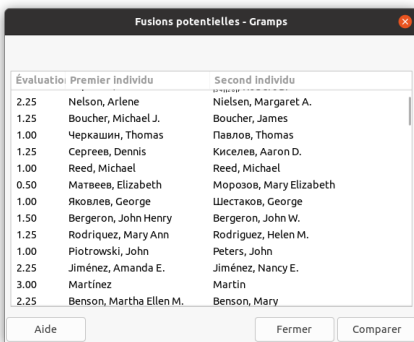 Fusions potentielles - Gramps
Évaluation Premier individu Second individu
2.25 Nelson, Arlene Nielsen, Margaret A.
1.25 Boucher, Michael J. Boucher, James
1.00 Черкашин, Thomas Павлов, Thomas
1.25 Сергеев, Dennis Киселев, Aaron D.
1.00 Reed, Michael Reed, Michael
0.50 Матвеев, Elizabeth Морозов, Mary Elizabeth
1.00 Яковлев, George Шестаков, George
1.50 Bergeron, John Henry Bergeron, John W.
1.25 Rodriquez, Mary Ann Rodriguez, Helen M.
1.00 Piotrowski, John Peters, John
2.25 Jiménez, Amanda E. Jiménez, Nancy E.
3.00 Martínez Martin
2.25 Benson, Martha Ellen M. Benson, Mary
Aide Fermer Comparer